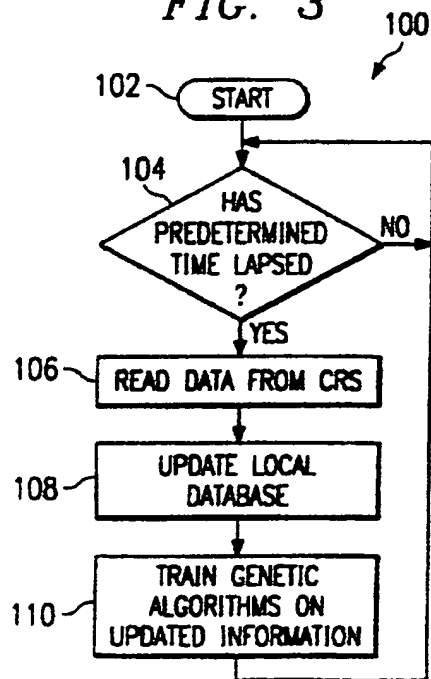 FIG. 3
100
102
START
104
HAS
PREDETERMINED
TIME LAPSED
?
NO
YES
106
READ DATA FROM CRS
108
UPDATE LOCAL
DATABASE
110
TRAIN GENETIC
ALGORITHMS ON
UPDATED INFORMATION